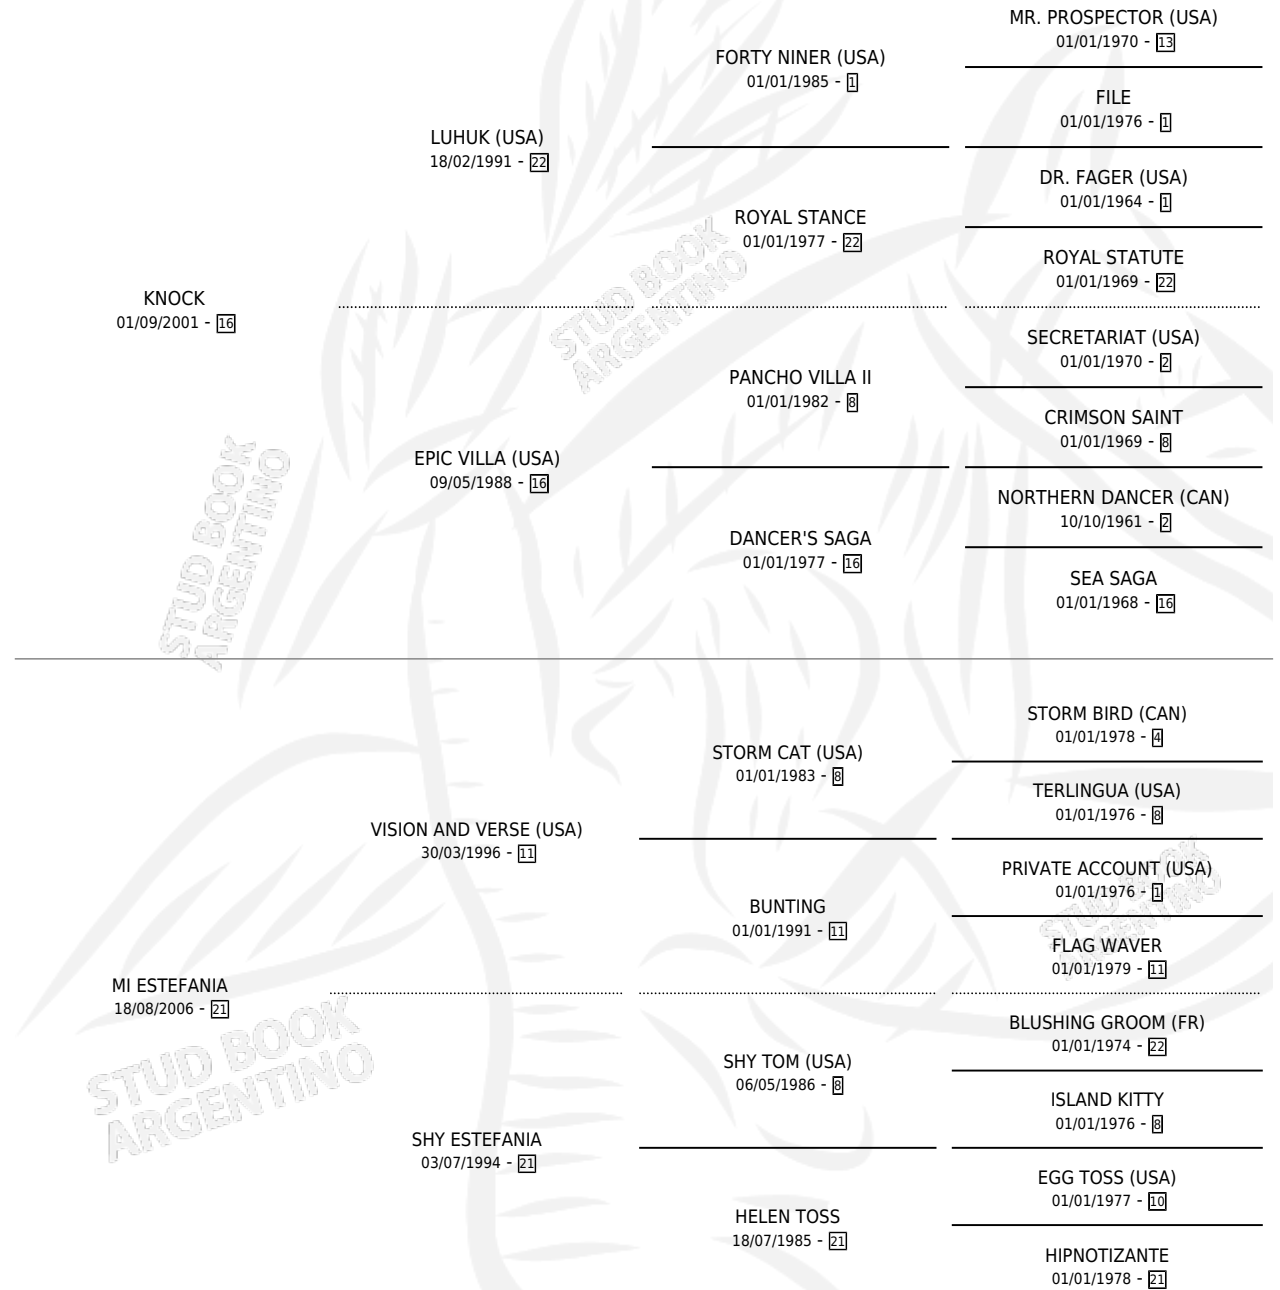 MR. PROSPECTOR (USA)
01/01/1970 - 13
FORTY NINER (USA)
01/01/1985 - 1
FILE
01/01/1976 - 1
LUHUK (USA)
18/02/1991 - 22
DR. FAGER (USA)
01/01/1964 - 1
ROYAL STANCE
01/01/1977 - 22
ROYAL STATUTE
01/01/1969 - 22
KNOCK
01/09/2001 - 16
STUD BOOK
ARGENTINO
SECRETARIAT (USA)
01/01/1970 - 2
PANCHO VILLA II
01/01/1982 - 8
CRIMSON SAINT
01/01/1969 - 8
EPIC VILLA (USA)
09/05/1988 - 16
NORTHERN DANCER (CAN)
10/10/1961 - 2
DANCER'S SAGA
01/01/1977 - 16
SEA SAGA
01/01/1968 - 16
STUD BOOK
ARGENTINO
STORM BIRD (CAN)
01/01/1978 - 4
STORM CAT (USA)
01/01/1983 - 8
TERLINGUA (USA)
01/01/1976 - 8
VISION AND VERSE (USA)
30/03/1996 - 11
PRIVATE ACCOUNT (USA)
01/01/1976 - 1
BUNTING
01/01/1991 - 11
STUD BOOK
ARGENTINO
FLAG WAVER
01/01/1979 - 11
MI ESTEFANIA
18/08/2006 - 21
STUD BOOK
ARGENTINO
BLUSHING GROOM (FR)
01/01/1974 - 22
SHY TOM (USA)
06/05/1986 - 8
ISLAND KITTY
01/01/1976 - 8
SHY ESTEFANIA
03/07/1994 - 21
EGG TOSS (USA)
01/01/1977 - 10
HELEN TOSS
18/07/1985 - 21
HIPNOTIZANTE
01/01/1978 - 21